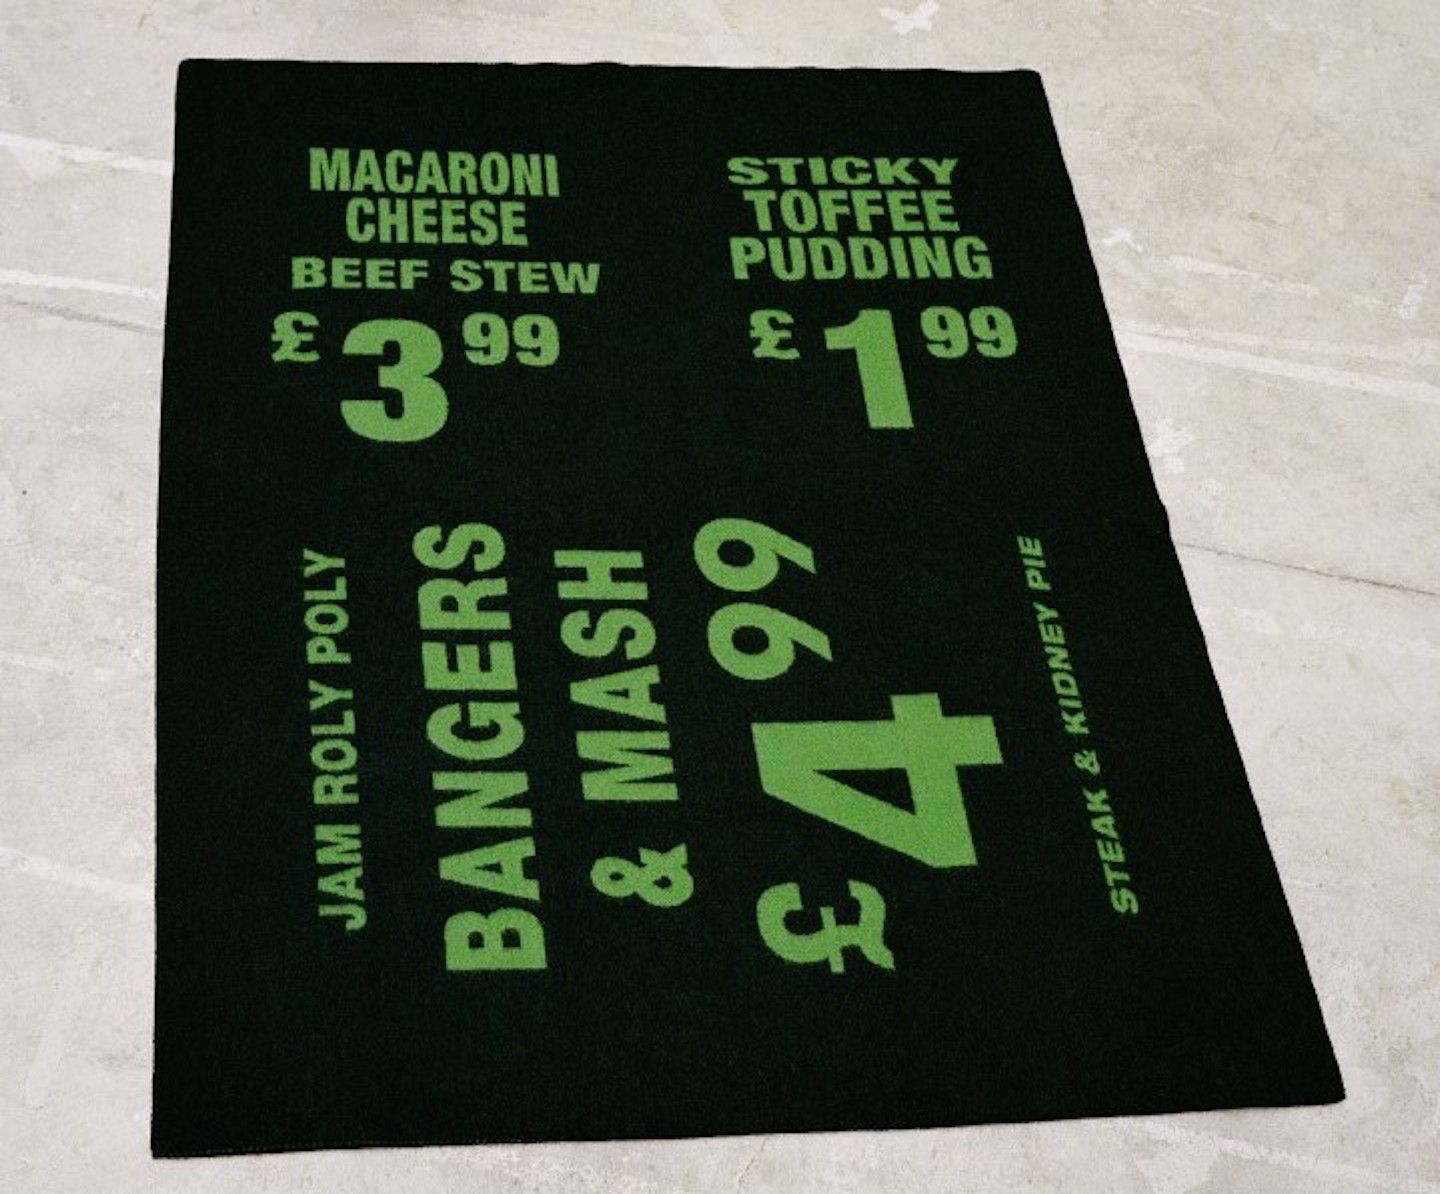 MACARONI
CHEESE
BEEF STEW
£3 99
STICKY
TOFFEE
PUDDING
£1 99
JAM ROLY POLY
BANGERS
& MASH
£4 99
STEAK & KIDNEY PIE